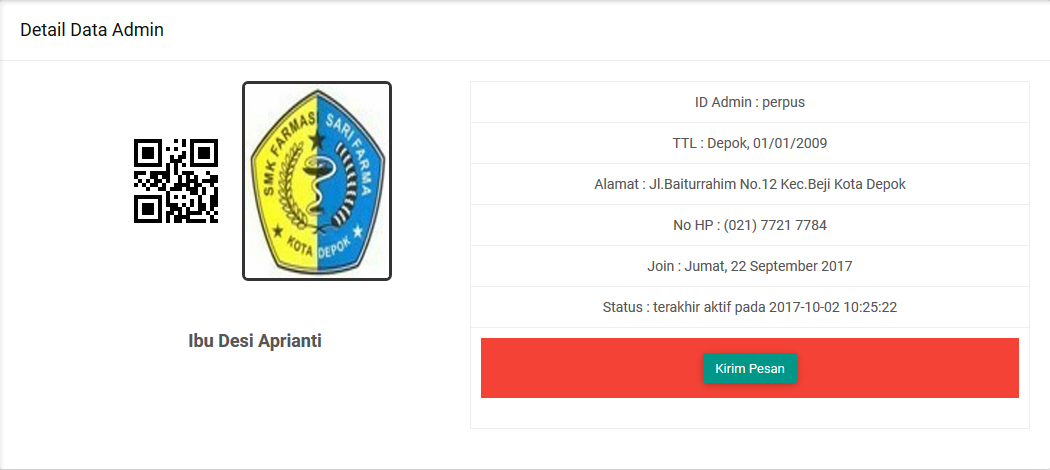 Detail Data Admin
SMK FARMASI SARI FARMA
KOTA DEPOK
Ibu Desi Aprianti
ID Admin : perpus
TTL : Depok, 01/01/2009
Alamat : Jl.Baiturrahim No.12 Kec.Beji Kota Depok
No HP : (021) 7721 7784
Join : Jumat, 22 September 2017
Status : terakhir aktif pada 2017-10-02 10:25:22
Kirim Pesan